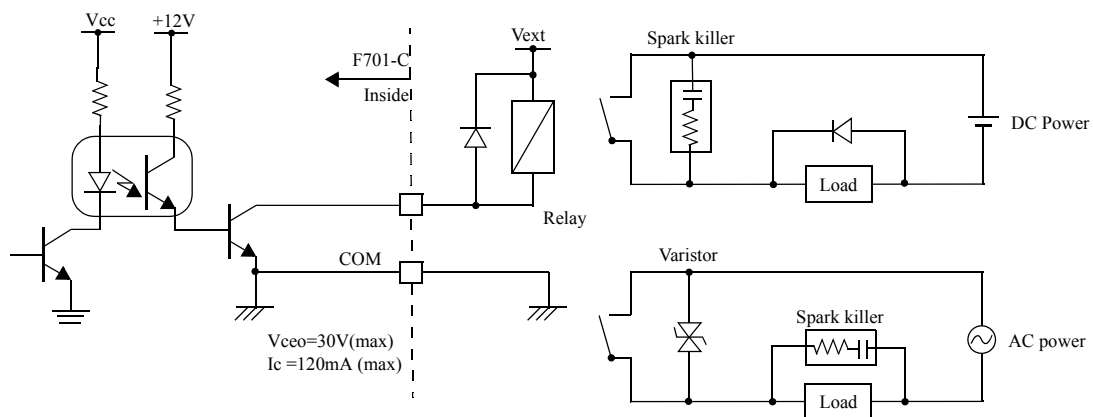 Vcc
+12V
F701-C
Inside
Vext
Relay
COM
Vceo=30V(max)
Ic =120mA (max)
Spark killer
DC Power
Load
Varistor
Spark killer
AC power
Load